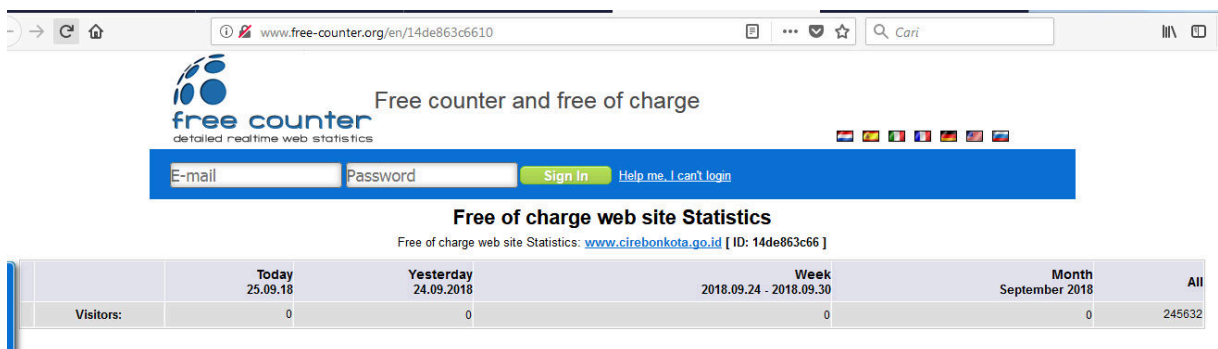 www.free-counter.org/en/14de863c6610
Cari
Free counter and free of charge
free counter
detailed realtime web statistics
E-mail Password Sign In Help me, I can't login
Free of charge web site Statistics
Free of charge web site Statistics: www.cirebonkota.go.id [ ID: 14de863c66 ]
Today Yesterday Week Month All
25.09.18 24.09.2018 2018.09.24 - 2018.09.30 September 2018
Visitors: 0 0 0 0 245632